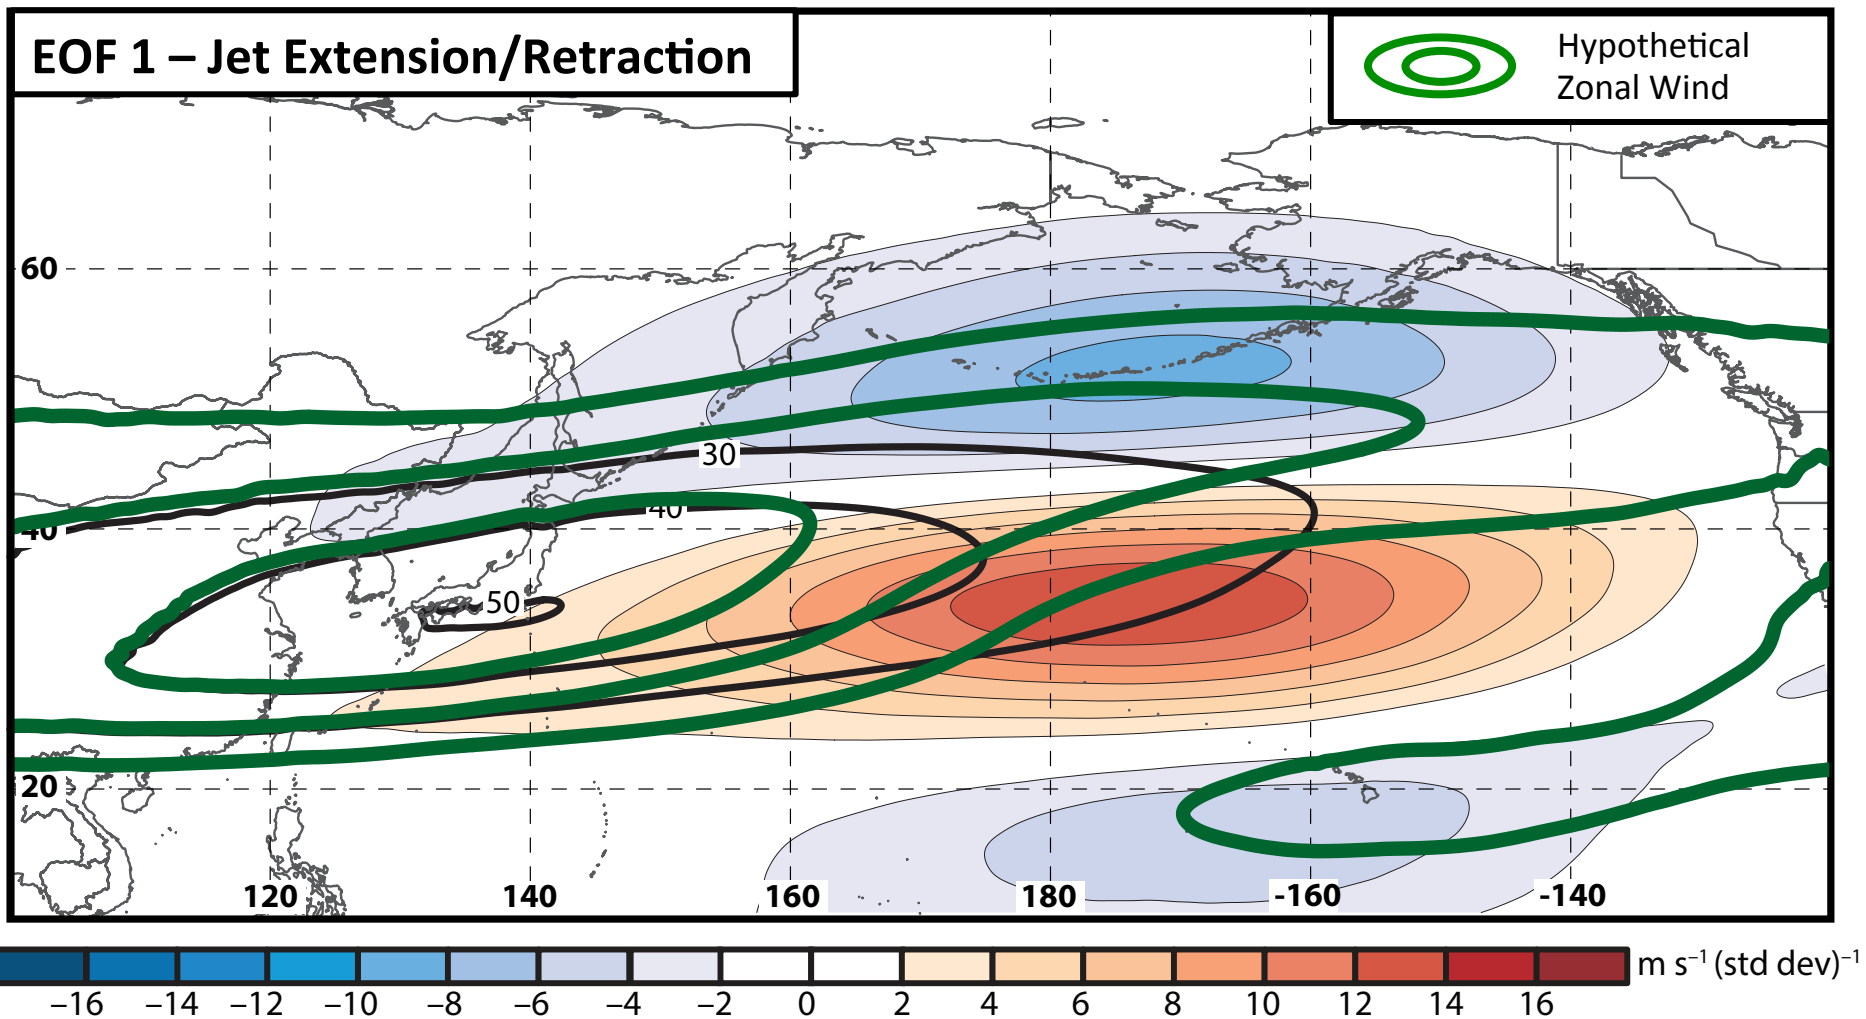 EOF 1 – Jet Extension/Retraction
Hypothetical
Zonal Wind
60
30
40
40
50
20
120 140 160 180 -160 -140
−16 −14 −12 −10 −8 −6 −4 −2 0 2 4 6 8 10 12 14 16
m s⁻¹ (std dev)⁻¹